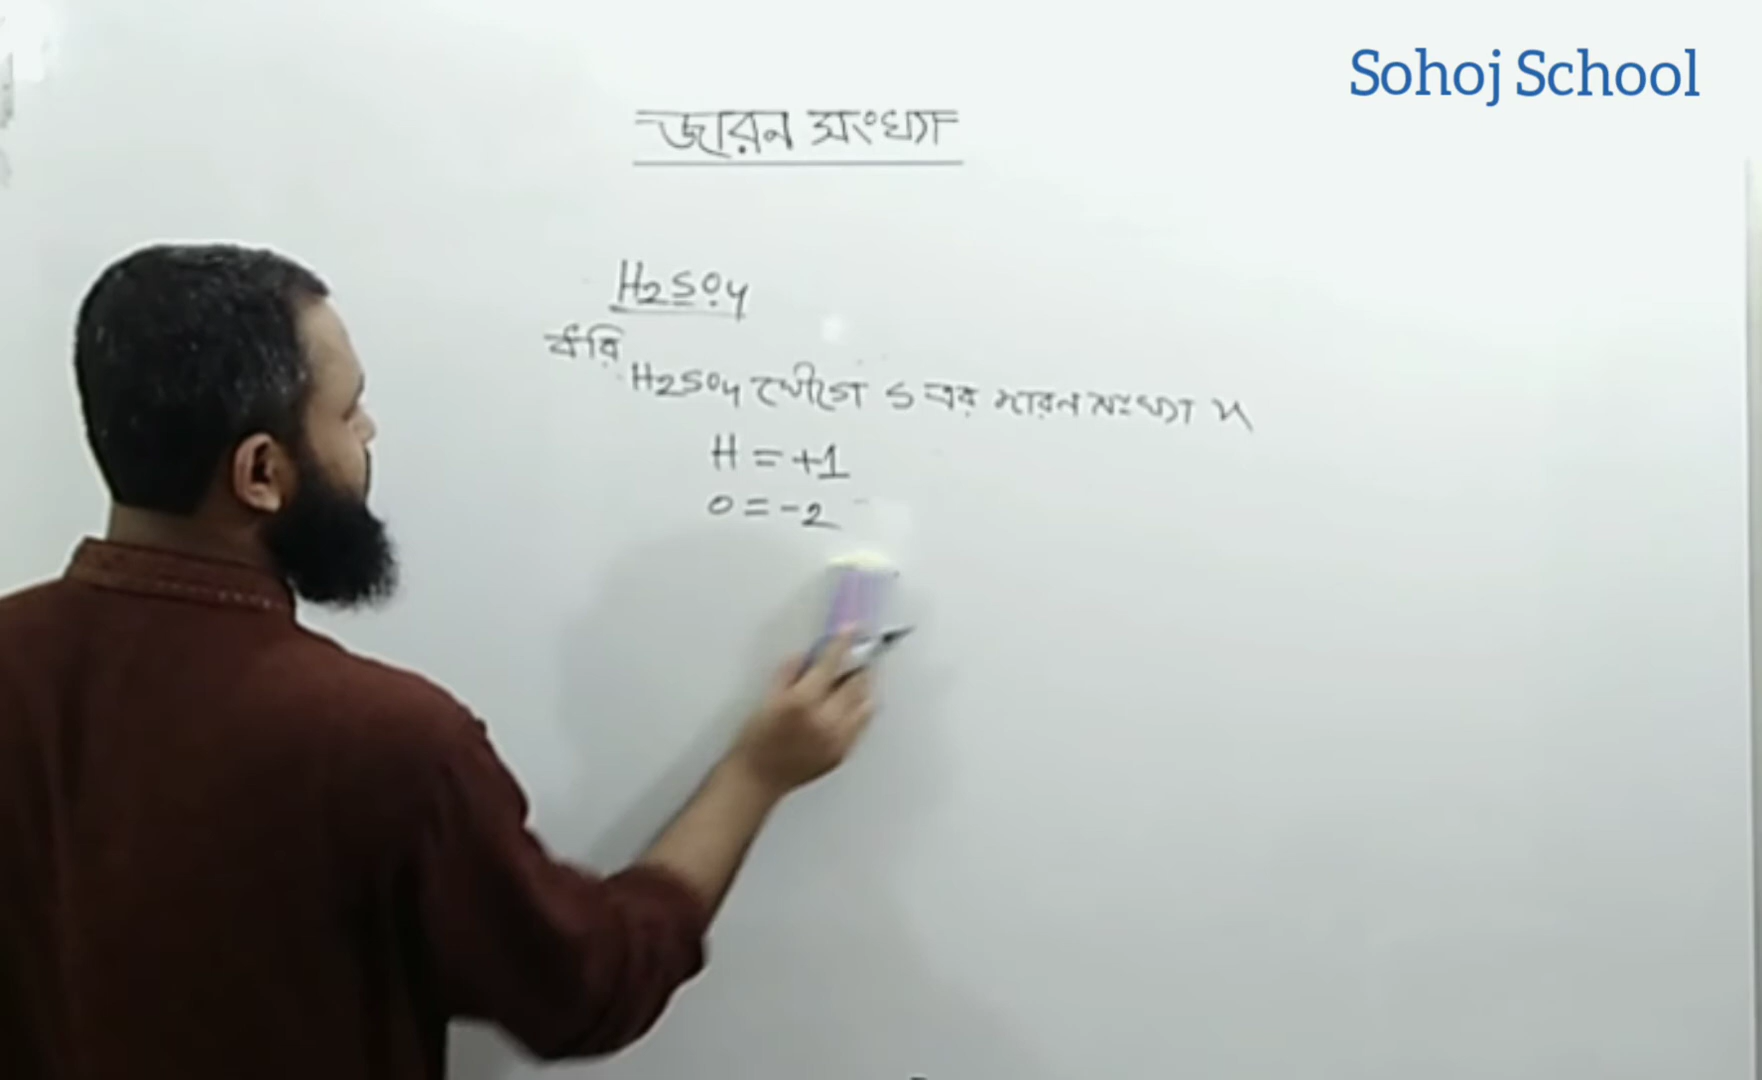 Sohoj School
জারন সংখ্যা
H2SO4
ধরি
H2SO4 যৌগে S এর জারন সংখ্যা x
H = +1
O = -2